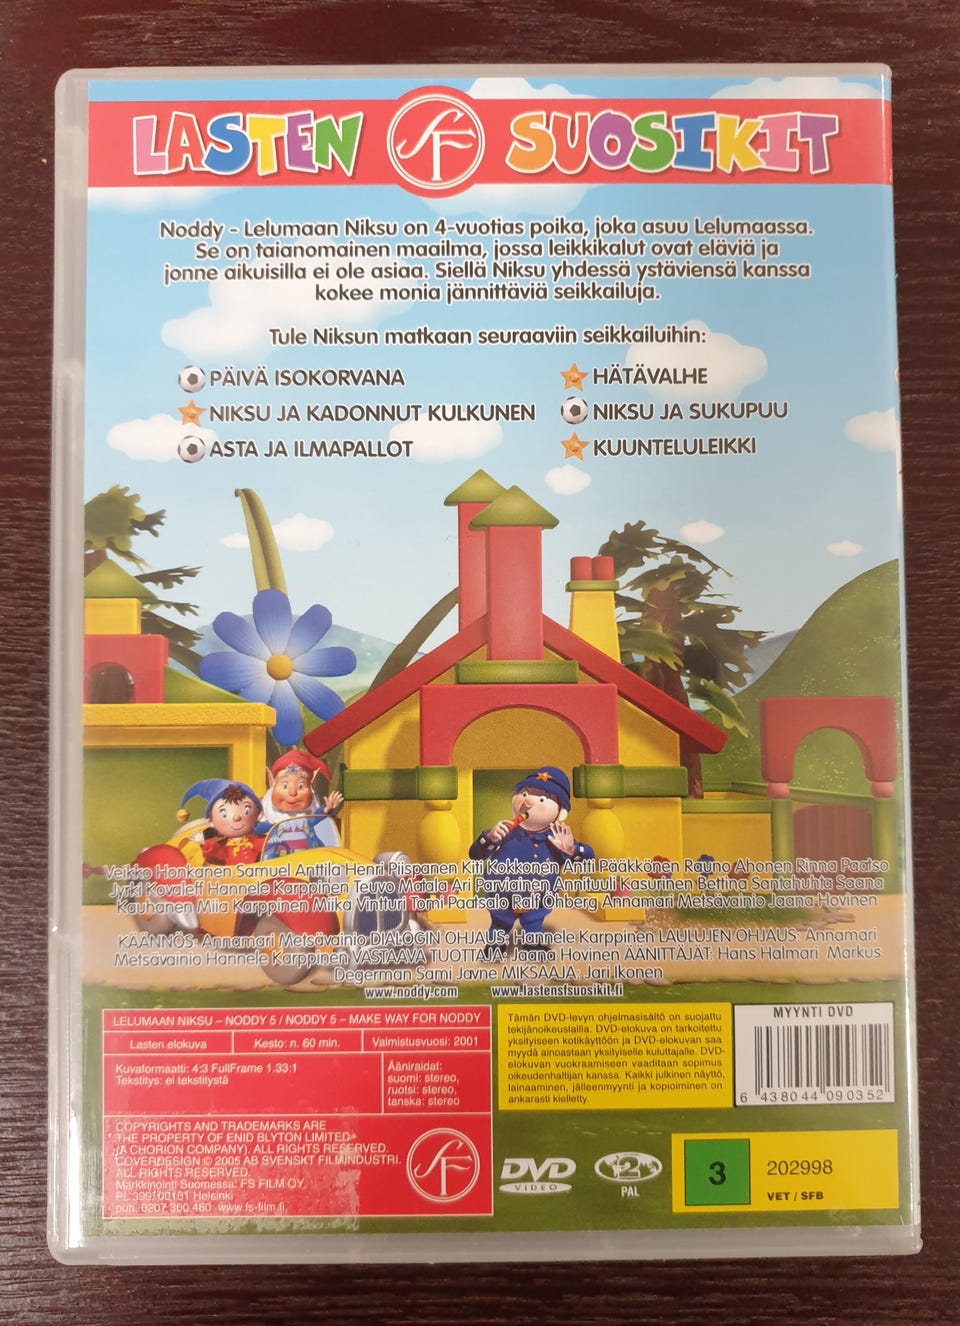 LASTEN SF SUOSIKIT
Noddy - Lelumaan Niksu on 4-vuotias poika, joka asuu Lelumaassa.
Se on taianomainen maailma, jossa leikkikalut ovat eläviä ja
jonne aikuisilla ei ole asiaa. Siellä Niksu yhdessä ystäviensä kanssa
kokee monia jännittäviä seikkailuja.
Tule Niksun matkaan seuraaviin seikkailuihin:
PÄIVÄ ISOKORVANA
NIKSU JA KADONNUT KULKUNEN
ASTA JA ILMAPALLOT
HÄTÄVALHE
NIKSU JA SUKUPUU
KUUNTELULEIKKI
Veikko Honkanen Samuel Anttila Henri Piispanen Kiti Kokkonen Antti Pääkkönen Rauno Ahonen Rinna Paatso
Jyrki Kovaleff Hannele Karppinen Teuvo Matala Ari Parviainen Annituuli Kasurinen Bettina Santahuhta Saana
Kauhanen Miia Karppinen Miika Vintturi Tomi Paatsalo Ralf Öhberg Annamari Metsävainio Jaana Hovinen
KÄÄNNÖS: Annamari Metsävainio DIALOGIN OHJAUS: Hannele Karppinen LAULUJEN OHJAUS: Annamari
Metsävainio Hannele Karppinen VASTAAVA TUOTTAJA: Jaana Hovinen ÄÄNITTÄJÄT: Hans Halmari Markus
Degerman Sami Javne MIKSAAJA: Jari Ikonen
www.noddy.com www.lastensfsuosikit.fi
LELUMAAN NIKSU – NODDY 5 / NODDY 5 – MAKE WAY FOR NODDY
Lasten elokuva
Kesto: n. 60 min.
Valmistusvuosi: 2001
Kuvaformaatti: 4:3 FullFrame 1.33:1
Tekstitys: ei tekstitystä
Ääniraidat:
suomi: stereo,
ruotsi: stereo,
tanska: stereo
COPYRIGHTS AND TRADEMARKS ARE
THE PROPERTY OF ENID BLYTON LIMITED
(A CHORION COMPANY). ALL RIGHTS RESERVED.
COVERDESIGN © 2005 AB SVENSKT FILMINDUSTRI.
ALL RIGHTS RESERVED.
Markkinointi Suomessa: FS FILM OY,
PL 399, 00101 Helsinki
puh. 0207 300 460 www.fs-film.fi
SF
Tämän DVD-levyn ohjelmasisältö on suojattu
tekijänoikeuslailla. DVD-elokuva on tarkoitettu
yksityiseen kotikäyttöön ja DVD-elokuvan saa
myydä ainoastaan yksityiselle kuluttajalle. DVD-
elokuvan vuokraamiseen vaaditaan sopimus
oikeudenhaltijan kanssa. Kaikki julkinen näyttö,
lainaaminen, jälleenmyynti ja kopioiminen on
ankarasti kielletty.
MYYNTI DVD
6 438044 090352
DVD
VIDEO
2
PAL
3
202998
VET / SFB